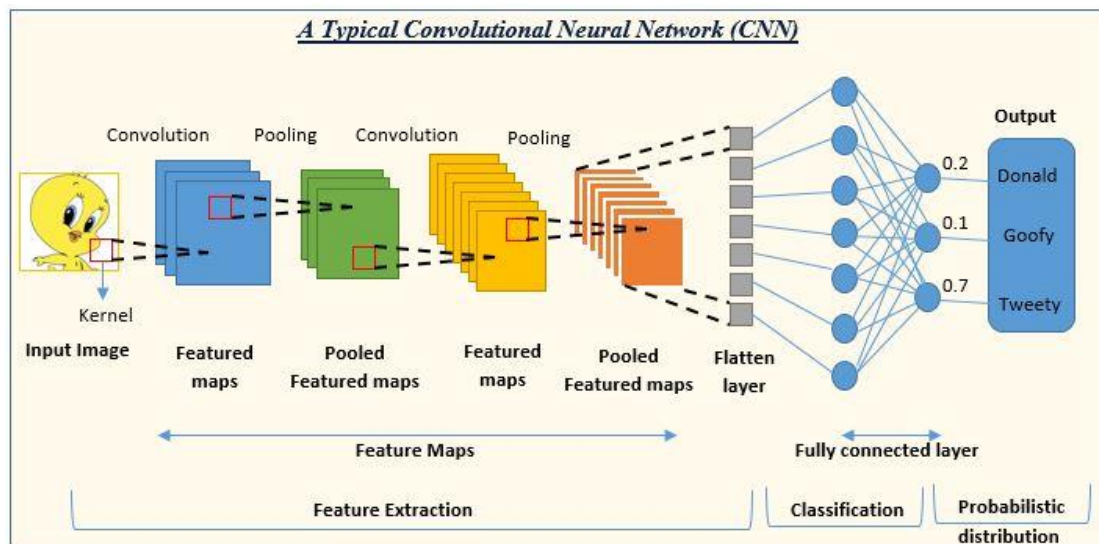 A Typical Convolutional Neural Network (CNN)
Convolution
Pooling
Convolution
Pooling
Output
0.2
Donald
0.1
Goofy
0.7
Tweety
Kernel
Input Image
Featured
maps
Pooled
Featured maps
Featured
maps
Pooled
Featured maps
Flatten
layer
Feature Maps
Fully connected layer
Feature Extraction
Classification
Probabilistic
distribution